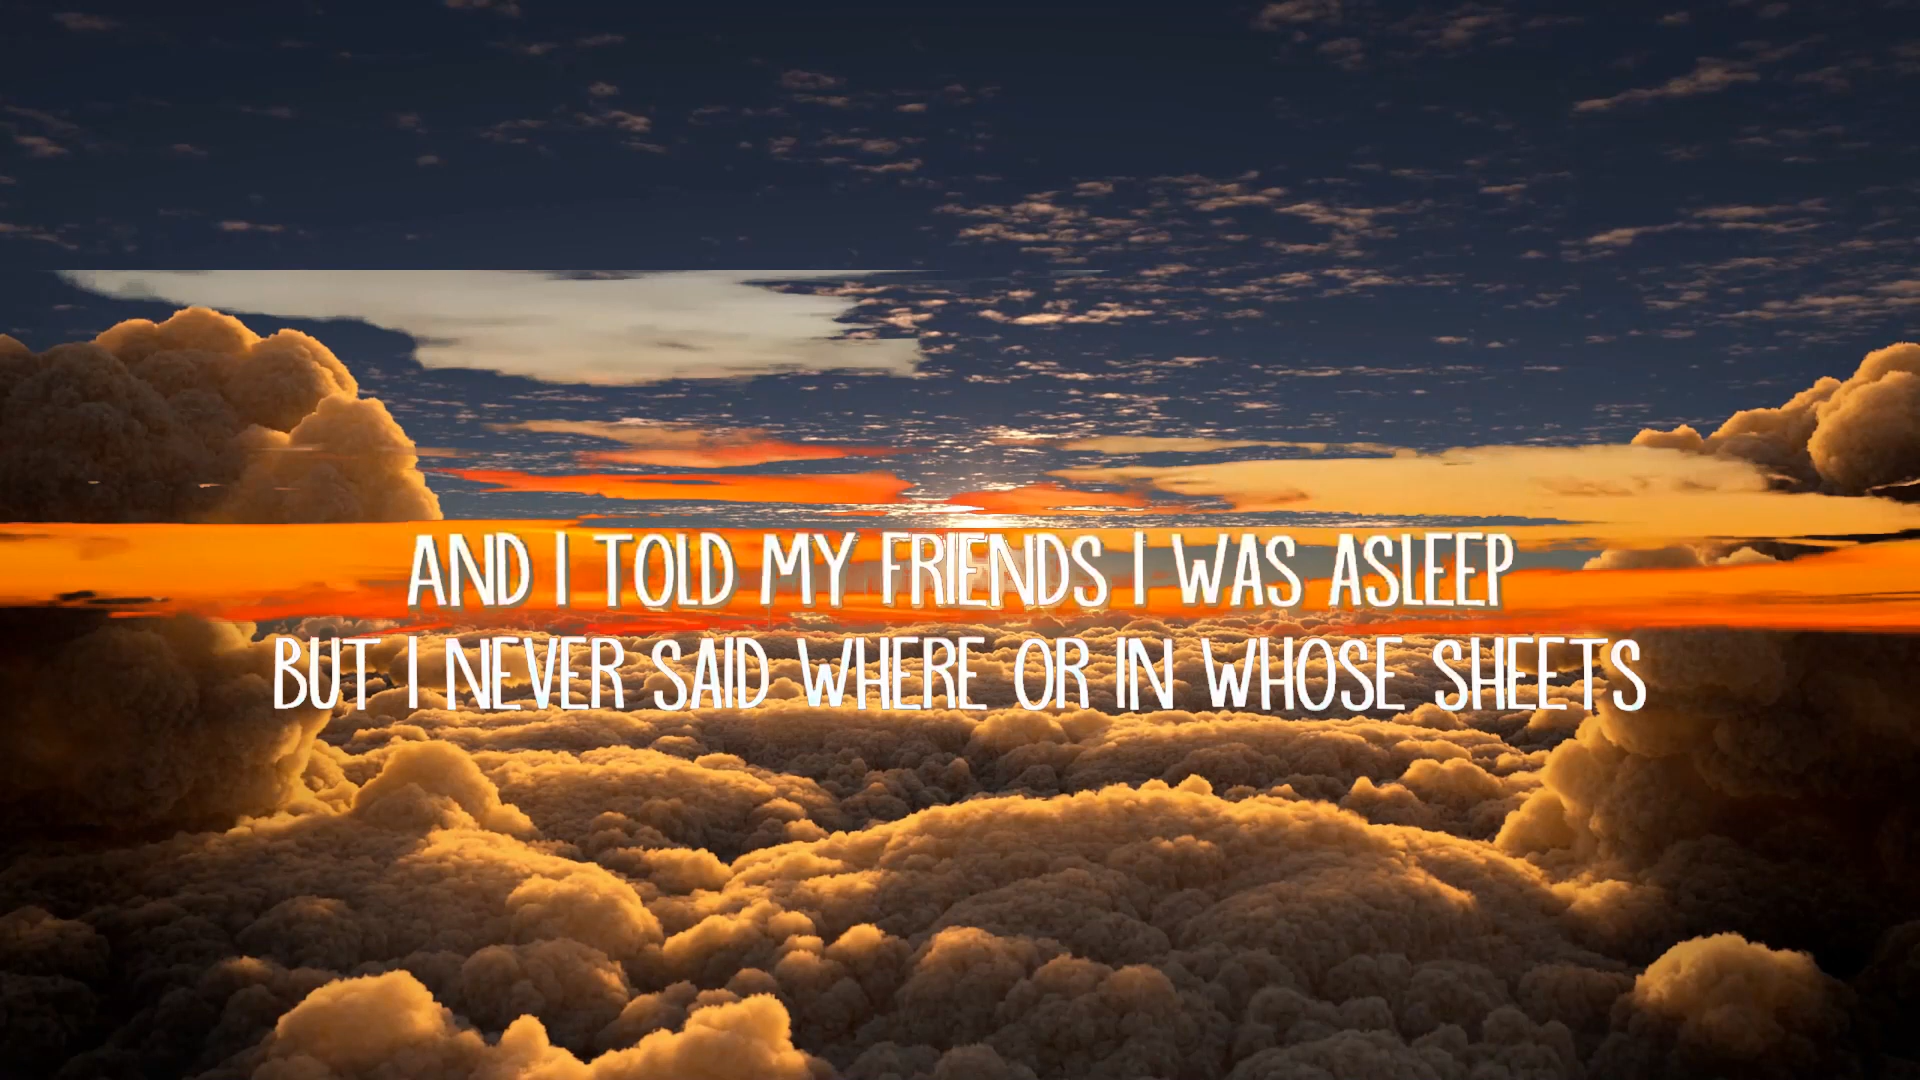 AND I TOLD MY FRIENDS I WAS ASLEEP
BUT I NEVER SAID WHERE OR IN WHOSE SHEETS